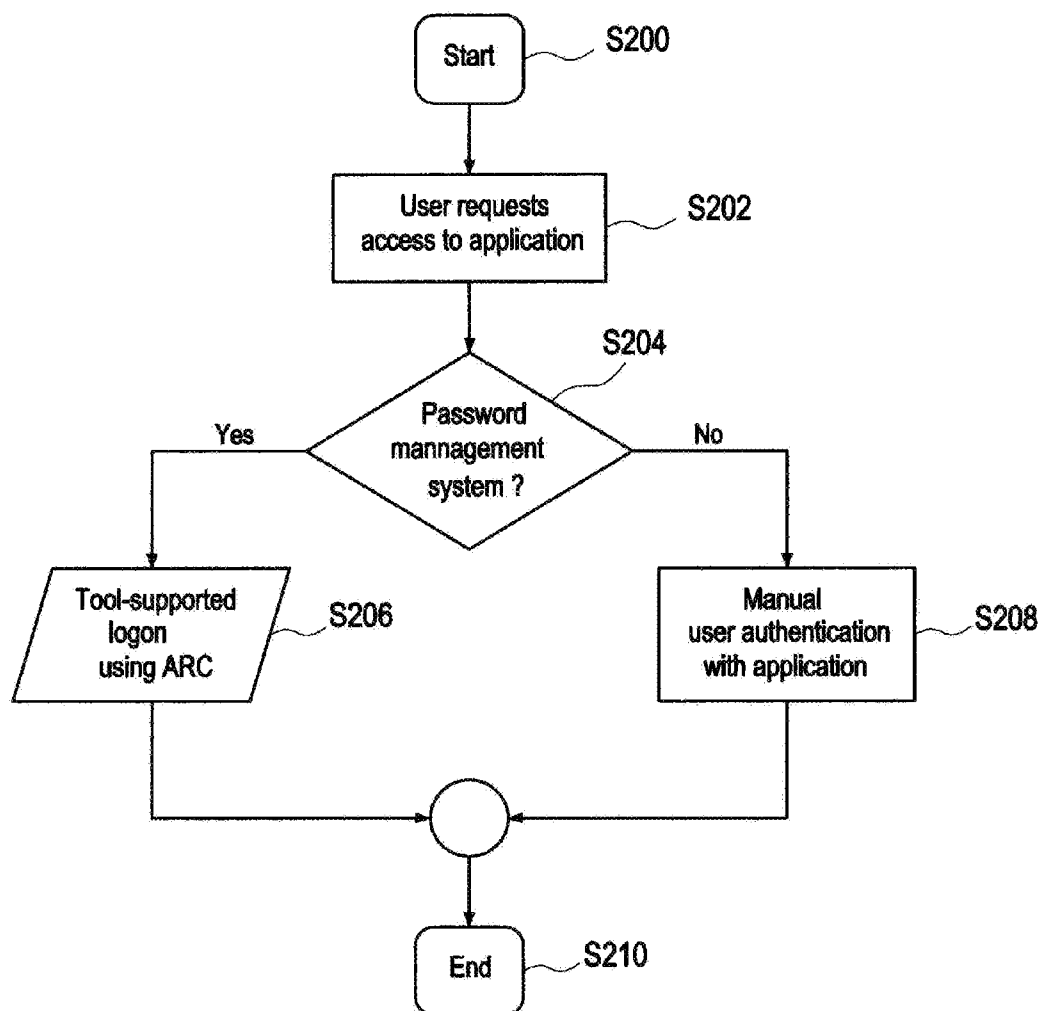 Start
S200
User requests
access to application
S202
S204
Password
mannagement
system ?
Yes
No
Tool-supported
logon
using ARC
S206
Manual
user authentication
with application
S208
End
S210